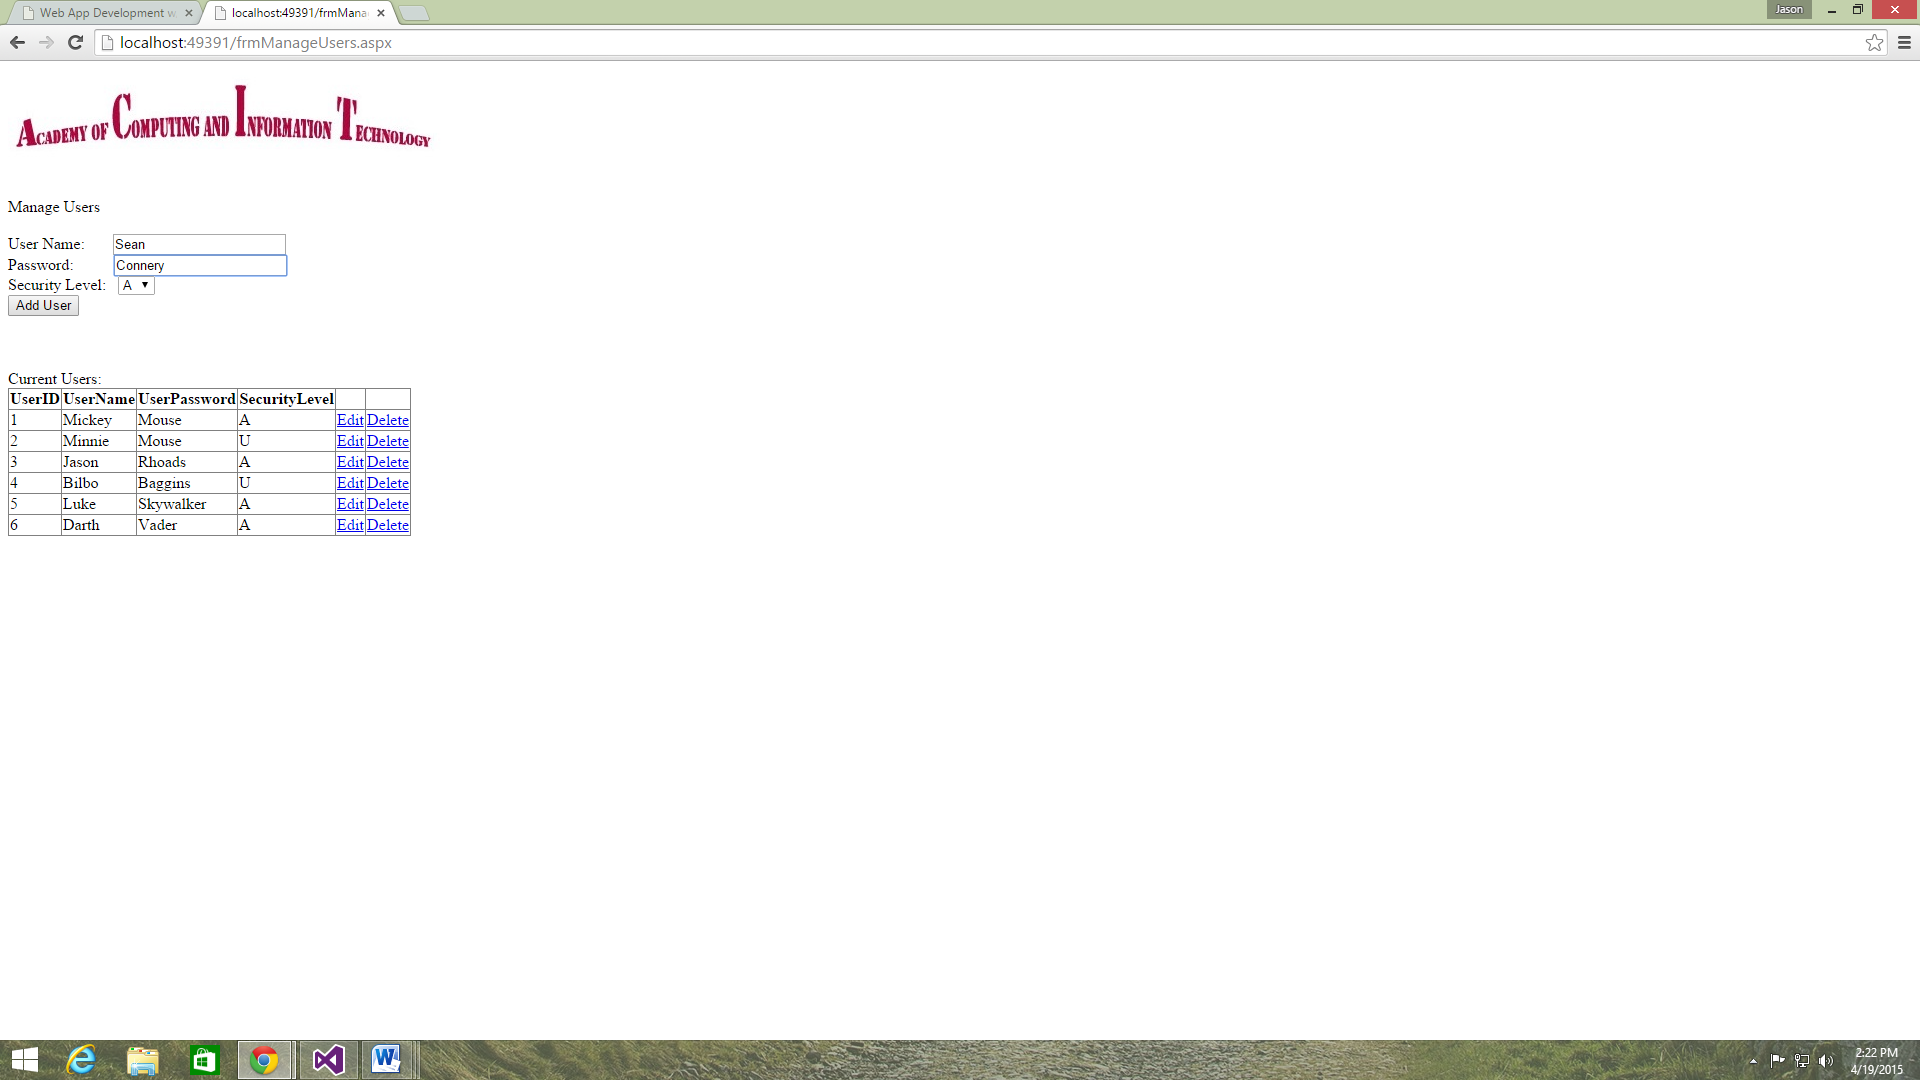 Web App Development w
localhost:49391/frmMana
Jason
localhost:49391/frmManageUsers.aspx
ACADEMY OF COMPUTING AND INFORMATION TECHNOLOGY
Manage Users
User Name: Sean
Password: Connery
Security Level: A
Add User
Current Users:
UserID UserName UserPassword SecurityLevel
1 Mickey Mouse A Edit Delete
2 Minnie Mouse U Edit Delete
3 Jason Rhoads A Edit Delete
4 Bilbo Baggins U Edit Delete
5 Luke Skywalker A Edit Delete
6 Darth Vader A Edit Delete
2:22 PM
4/19/2015